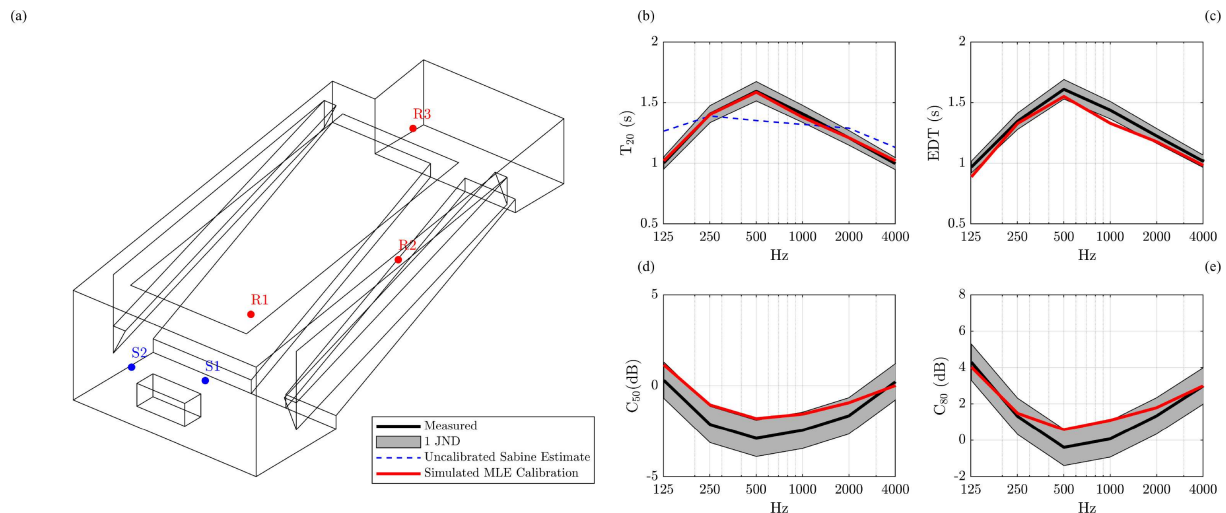 (a)
R3
R2
R1
S2
S1
Measured
1 JND
Uncalibrated Sabine Estimate
Simulated MLE Calibration
(b)
2
1.5
1
0.5
T20 (s)
125 250 500 1000 2000 4000
Hz
(c)
2
1.5
1
0.5
EDT (s)
125 250 500 1000 2000 4000
Hz
(d)
5
0
-5
C50(dB)
125 250 500 1000 2000 4000
Hz
(e)
8
6
4
2
0
-2
C80 (dB)
125 250 500 1000 2000 4000
Hz